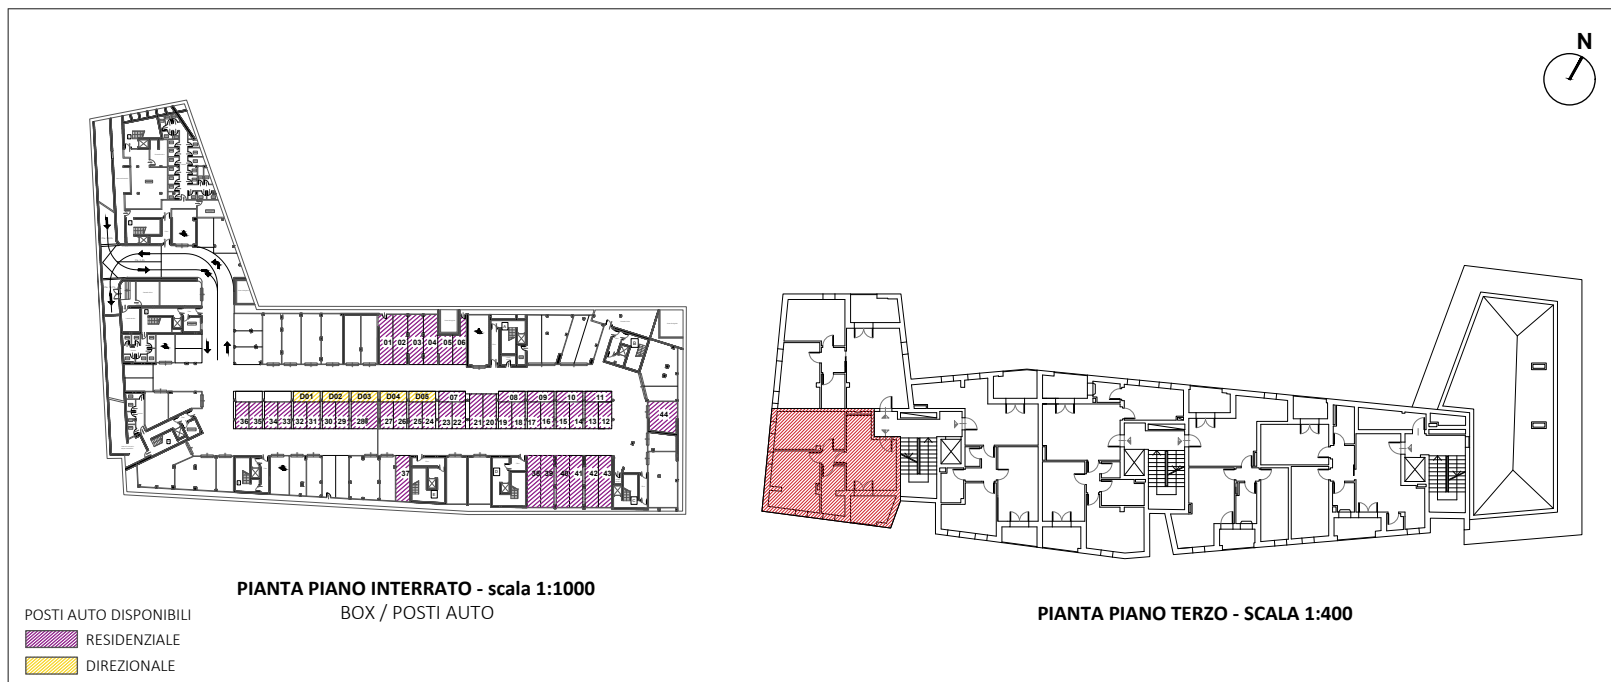 N
01 02 03 04 05 06
D01 D02 D03 D04 D05 07 08 09 10 11
36 35 34 33 32 31 30 29 28 27 26 25 24 23 22 21 20 19 18 17 16 15 14 13 12
44
37 38 39 40 41 42 43
PIANTA PIANO INTERRATO - scala 1:1000
BOX / POSTI AUTO
PIANTA PIANO TERZO - SCALA 1:400
POSTI AUTO DISPONIBILI
RESIDENZIALE
DIREZIONALE